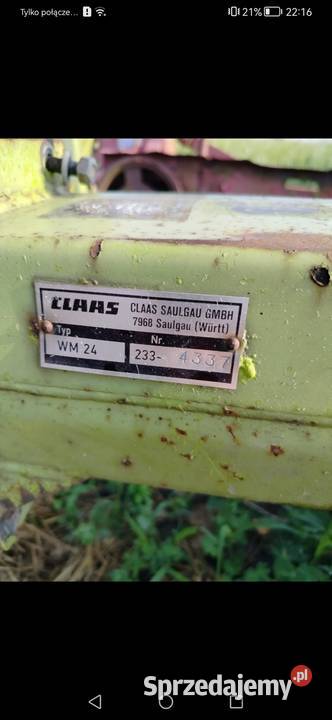 Tylko połącze... 21% 22:16
CLAAS CLAAS SAULGAU GMBH
7968 Saulgau (Württ)
Typ Nr.
WM 24 233- 4337
Sprzedajemy.pl